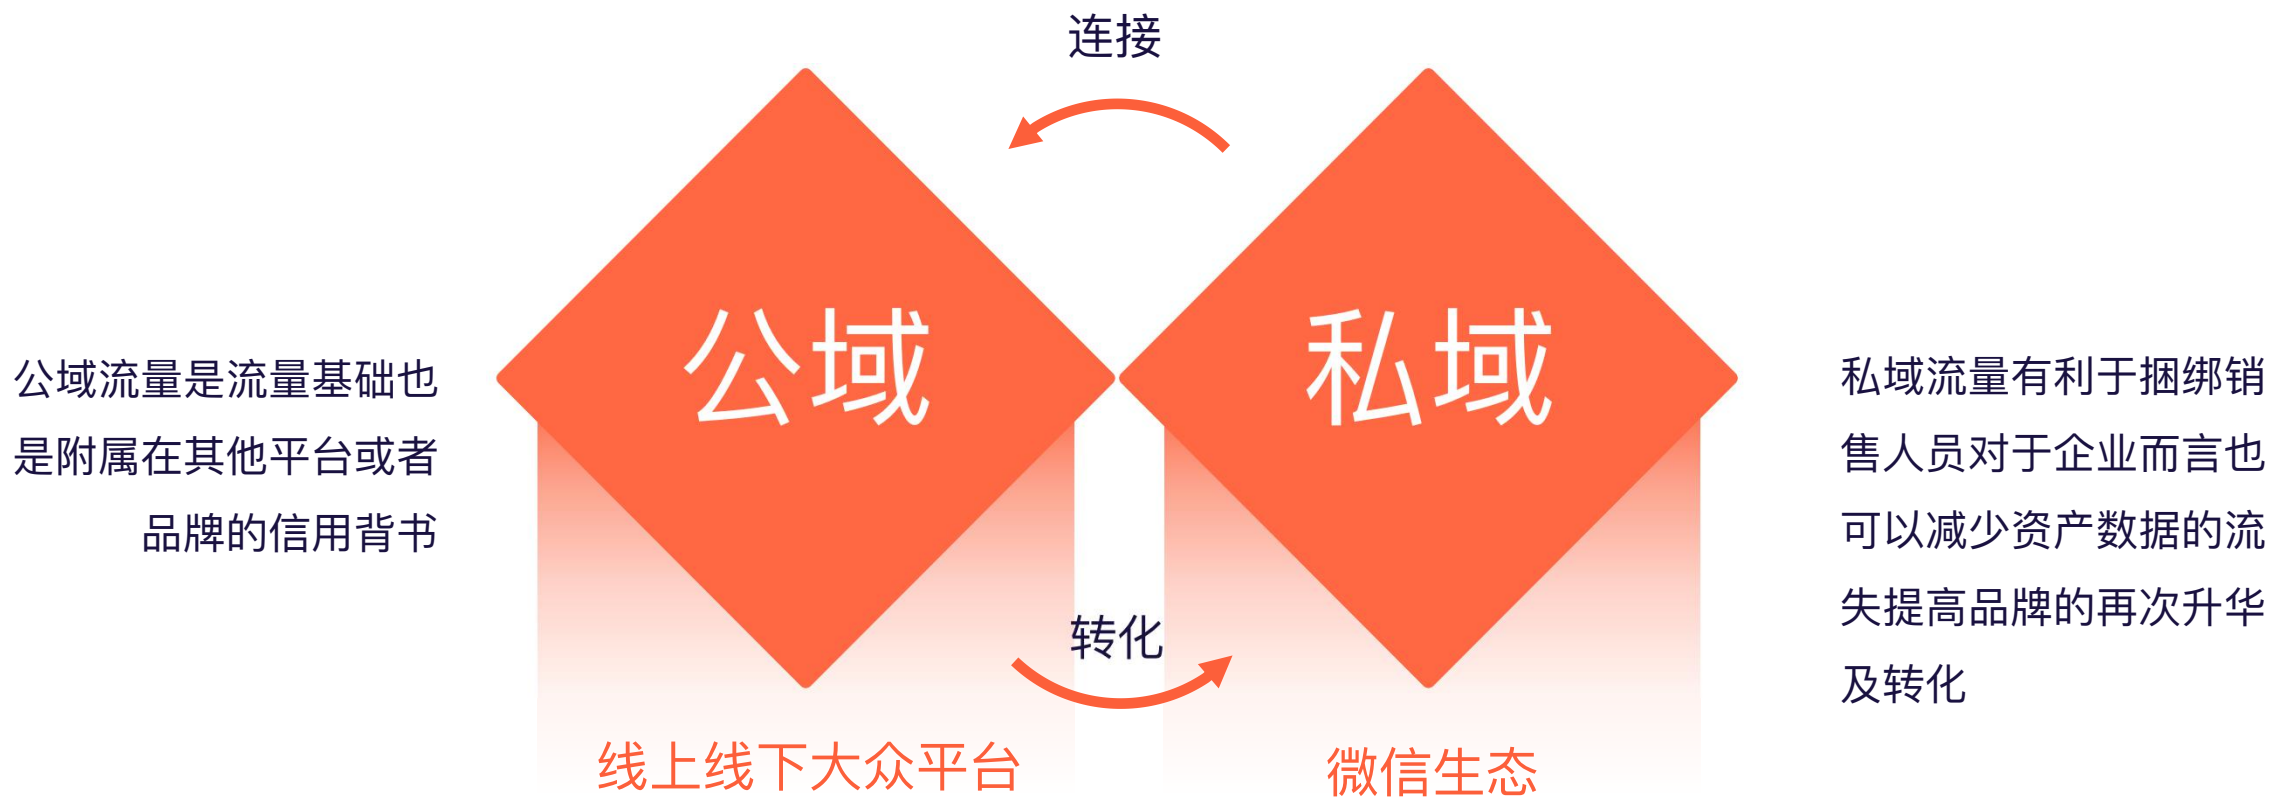 连接
公域
私域
公域流量是流量基础也
是附属在其他平台或者
品牌的信用背书
私域流量有利于捆绑销
售人员对于企业而言也
可以减少资产数据的流
失提高品牌的再次升华
及转化
转化
线上线下大众平台
微信生态